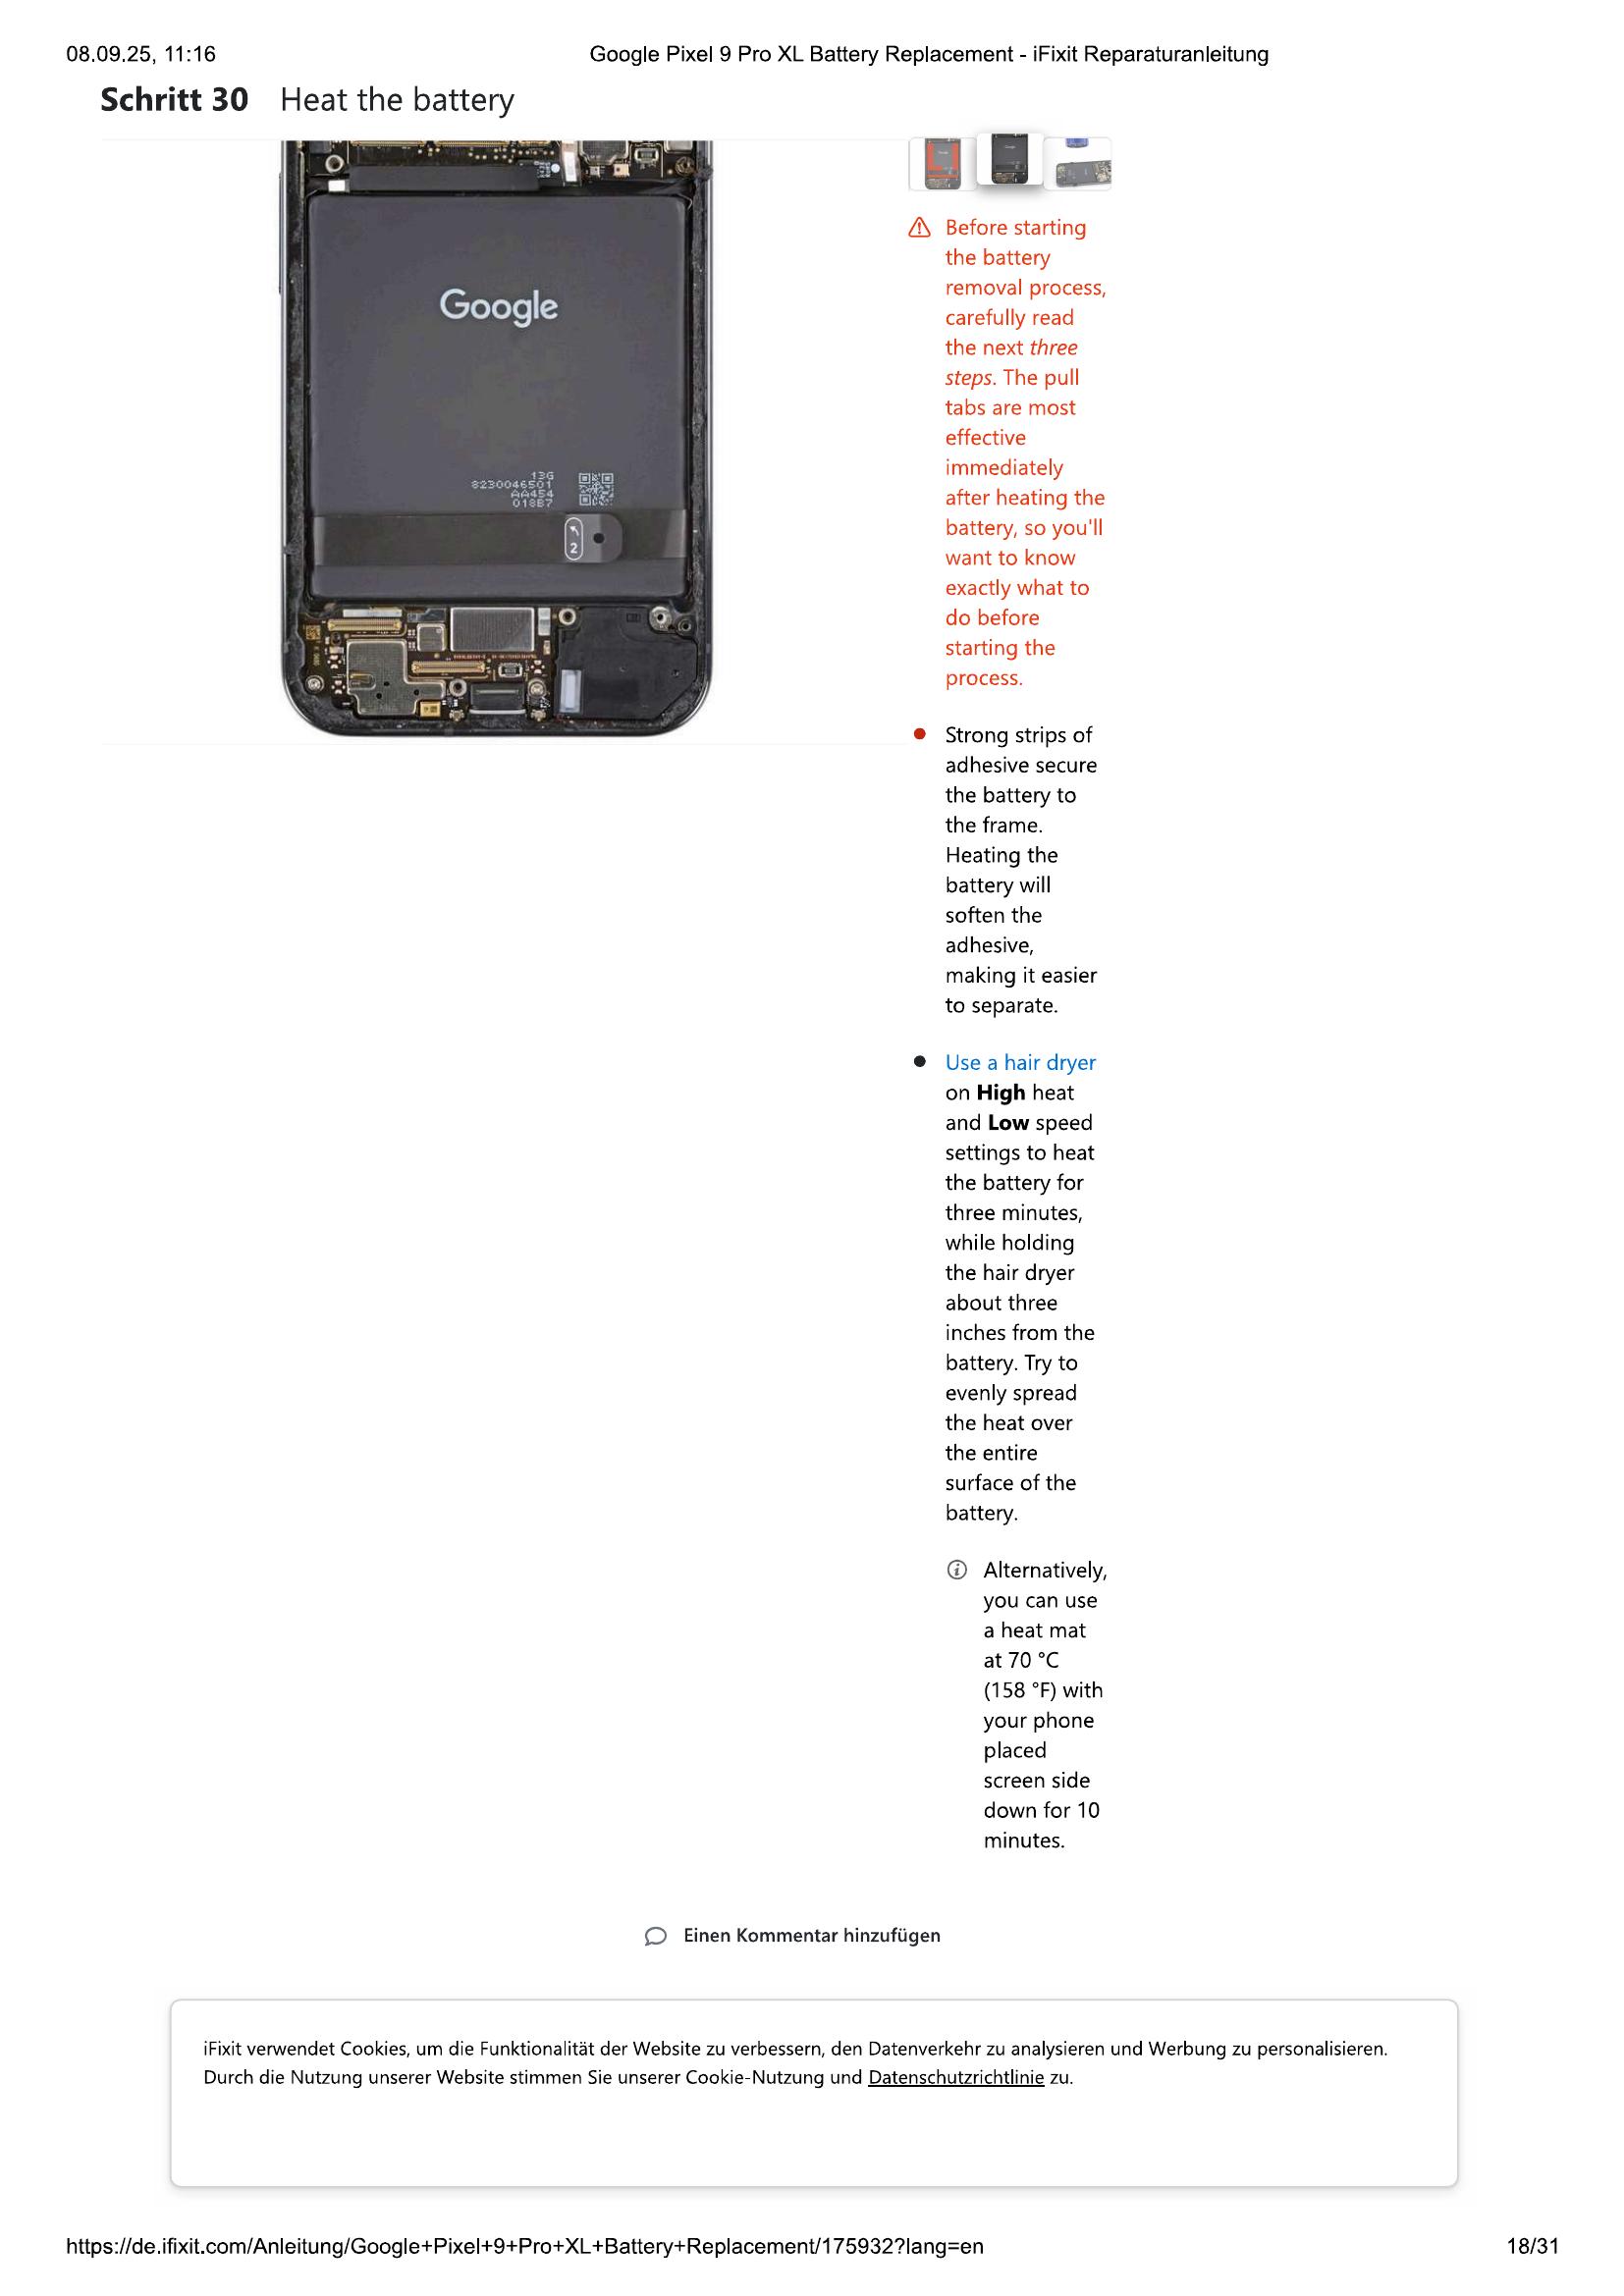 08.09.25, 11:16
Google Pixel 9 Pro XL Battery Replacement - iFixit Reparaturanleitung
Schritt 30 Heat the battery
Google
13G
8230046501
AA454
018B7
2
Before starting
the battery
removal process,
carefully read
the next three
steps. The pull
tabs are most
effective
immediately
after heating the
battery, so you'll
want to know
exactly what to
do before
starting the
process.
Strong strips of
adhesive secure
the battery to
the frame.
Heating the
battery will
soften the
adhesive,
making it easier
to separate.
Use a hair dryer
on High heat
and Low speed
settings to heat
the battery for
three minutes,
while holding
the hair dryer
about three
inches from the
battery. Try to
evenly spread
the heat over
the entire
surface of the
battery.
Alternatively,
you can use
a heat mat
at 70 °C
(158 °F) with
your phone
placed
screen side
down for 10
minutes.
Einen Kommentar hinzufügen
iFixit verwendet Cookies, um die Funktionalität der Website zu verbessern, den Datenverkehr zu analysieren und Werbung zu personalisieren.
Durch die Nutzung unserer Website stimmen Sie unserer Cookie-Nutzung und Datenschutzrichtlinie zu.
https://de.ifixit.com/Anleitung/Google+Pixel+9+Pro+XL+Battery+Replacement/175932?lang=en
18/31